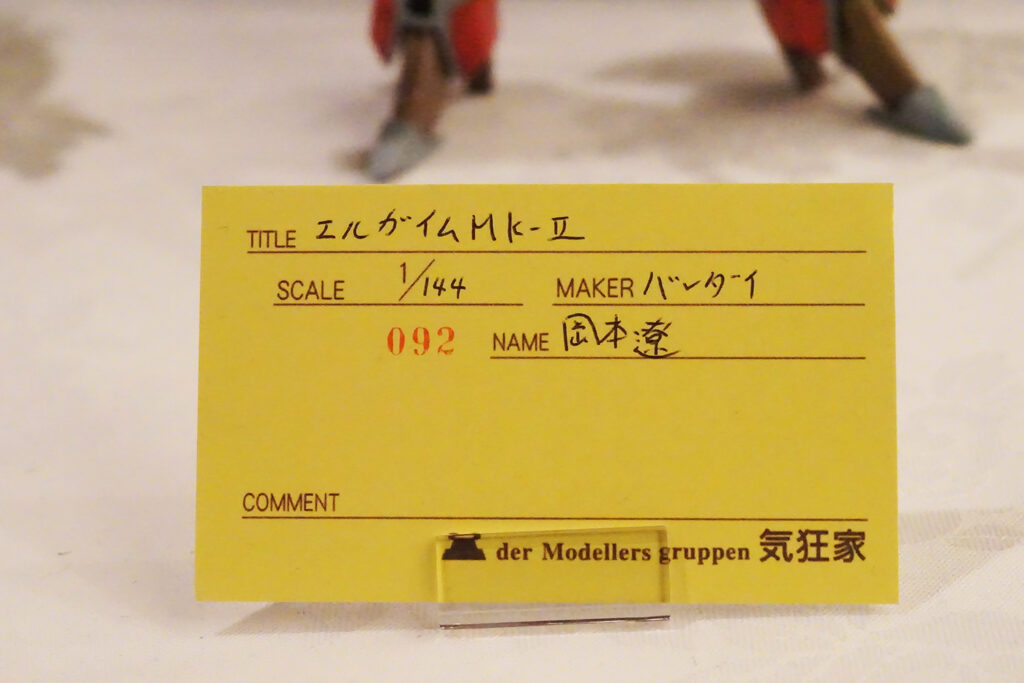 TITLE エルガイムMk-Ⅱ
SCALE 1/144 MAKER バンダイ
092 NAME 岡本遼
COMMENT
der Modellers gruppen 気狂家